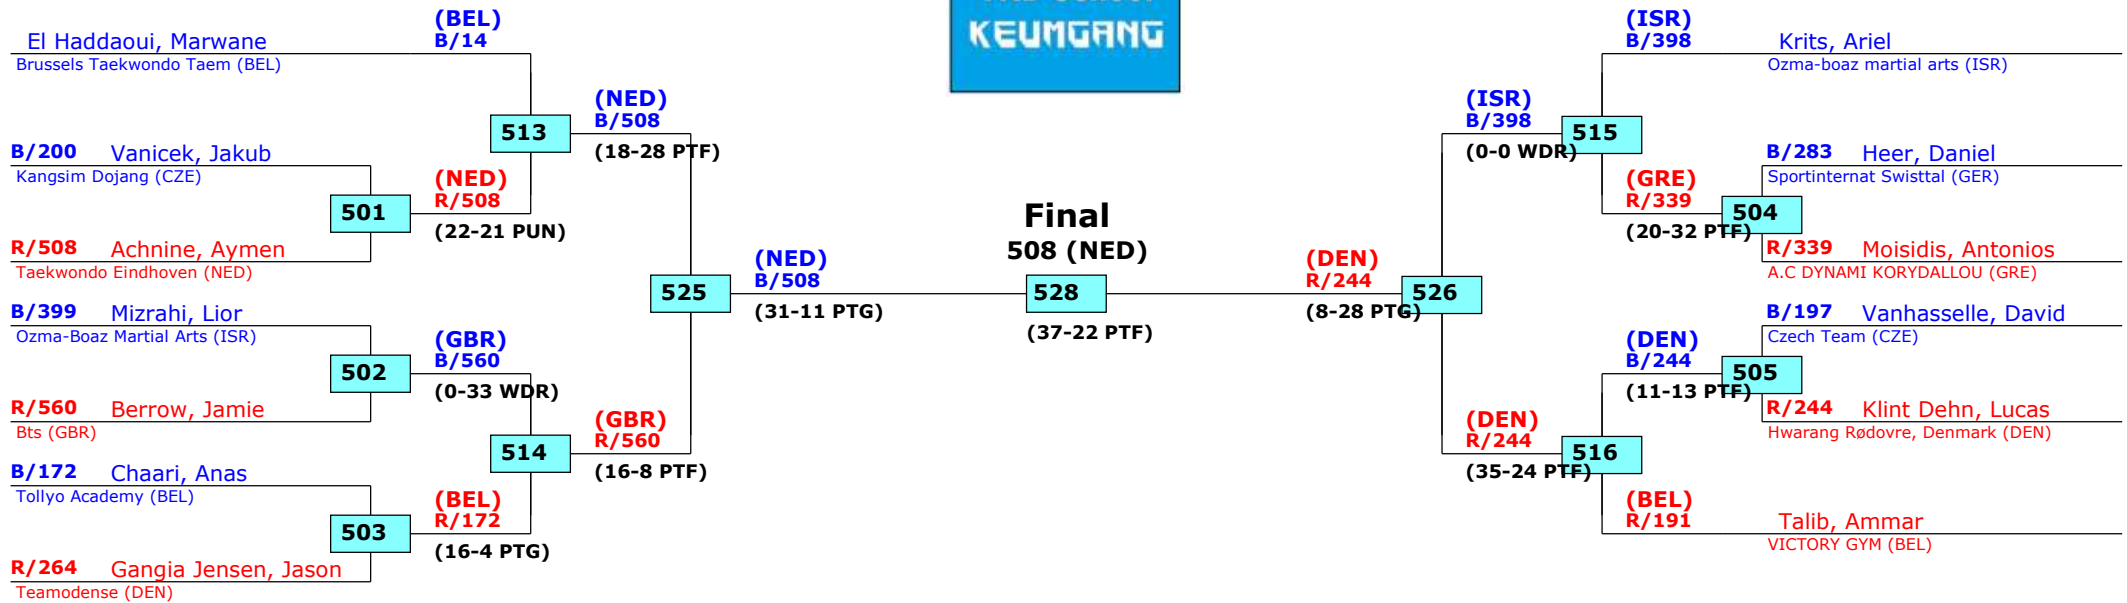 KEUMGANG
(BEL)
B/14
El Haddaoui, Marwane
Brussels Taekwondo Taem (BEL)
B/200 Vanicek, Jakub
Kangsim Dojang (CZE)
501
R/508 Achnine, Aymen
Taekwondo Eindhoven (NED)
(NED)
R/508
(22-21 PUN)
513
(NED)
B/508
(18-28 PTF)
B/399 Mizrahi, Lior
Ozma-Boaz Martial Arts (ISR)
502
R/560 Berrow, Jamie
Bts (GBR)
(GBR)
B/560
(0-33 WDR)
514
(GBR)
R/560
(16-8 PTF)
B/172 Chaari, Anas
Tollyo Academy (BEL)
503
R/264 Gangia Jensen, Jason
Teamodense (DEN)
(BEL)
R/172
(16-4 PTG)
525
(NED)
B/508
(31-11 PTG)
Final
508 (NED)
528
(37-22 PTF)
(DEN)
R/244
(8-28 PTG)
526
(ISR)
B/398
(0-0 WDR)
515
(ISR)
B/398
Krits, Ariel
Ozma-boaz martial arts (ISR)
(GRE)
R/339
(20-32 PTF)
504
B/283 Heer, Daniel
Sportinternat Swisttal (GER)
R/339 Moisidis, Antonios
A.C DYNAMI KORYDALLOU (GRE)
(DEN)
R/244
(35-24 PTF)
516
(DEN)
B/244
(11-13 PTF)
505
B/197 Vanhasselle, David
Czech Team (CZE)
R/244 Klint Dehn, Lucas
Hwarang Rødovre, Denmark (DEN)
(BEL)
R/191
Talib, Ammar
VICTORY GYM (BEL)